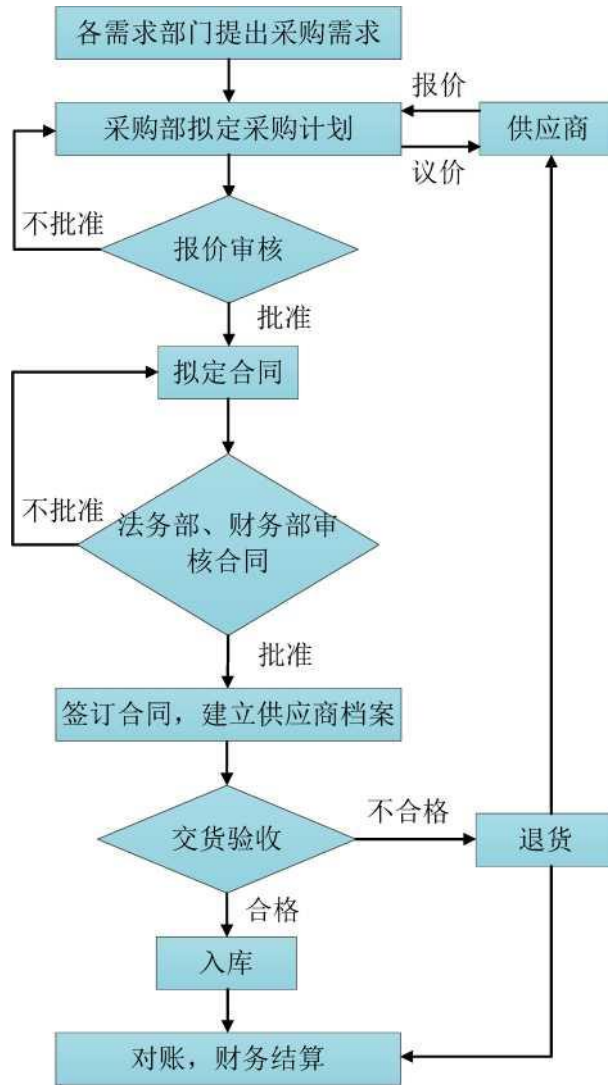 各需求部门提出采购需求
报价
采购部拟定采购计划
供应商
议价
不批准
报价审核
批准
拟定合同
不批准
法务部、财务部审
核合同
批准
签订合同，建立供应商档案
不合格
交货验收
退货
合格
入库
对账，财务结算